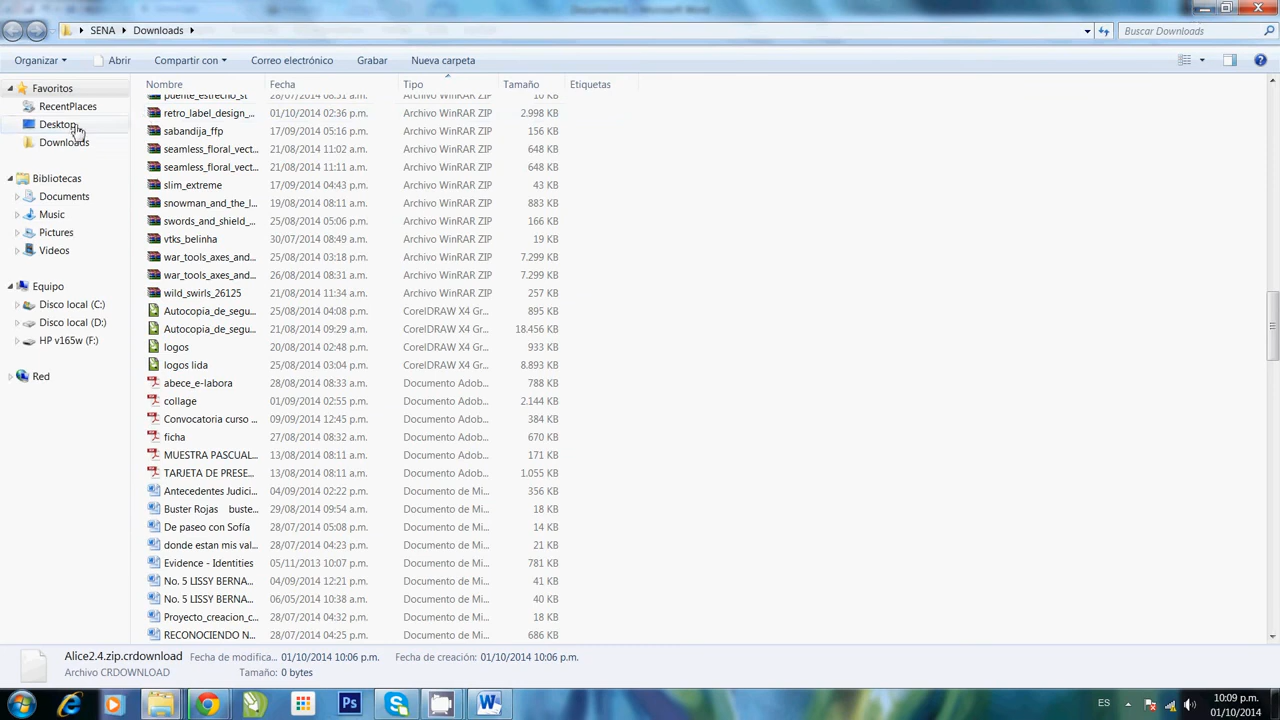 Documento1 - Microsoft Word
SENA Downloads
Buscar Downloads
Organizar Abrir Compartir con Correo electrónico Grabar Nueva carpeta
Favoritos
RecentPlaces
Desktop
Downloads
Bibliotecas
Documents
Music
Pictures
Videos
Equipo
Disco local (C:)
Disco local (D:)
HP v165w (F:)
Red
Nombre Fecha Tipo Tamaño Etiquetas
puente_estrecho_st 28/07/2014 08:31 a.m. Archivo WinRAR ZIP 10 KB
retro_label_design_... 01/10/2014 02:36 p.m. Archivo WinRAR ZIP 2.998 KB
sabandija_ffp 17/09/2014 05:16 p.m. Archivo WinRAR ZIP 156 KB
seamless_floral_vect... 21/08/2014 11:02 a.m. Archivo WinRAR ZIP 648 KB
seamless_floral_vect... 21/08/2014 11:11 a.m. Archivo WinRAR ZIP 648 KB
slim_extreme 17/09/2014 04:43 p.m. Archivo WinRAR ZIP 43 KB
snowman_and_the_l... 19/08/2014 08:11 a.m. Archivo WinRAR ZIP 883 KB
swords_and_shield_... 25/08/2014 05:06 p.m. Archivo WinRAR ZIP 166 KB
vtks_belinha 30/07/2014 08:49 a.m. Archivo WinRAR ZIP 19 KB
war_tools_axes_and... 25/08/2014 03:18 p.m. Archivo WinRAR ZIP 7.299 KB
war_tools_axes_and... 26/08/2014 08:31 a.m. Archivo WinRAR ZIP 7.299 KB
wild_swirls_26125 21/08/2014 11:34 a.m. Archivo WinRAR ZIP 257 KB
Autocopia_de_segu... 25/08/2014 04:08 p.m. CorelDRAW X4 Gr... 895 KB
Autocopia_de_segu... 21/08/2014 09:29 a.m. CorelDRAW X4 Gr... 18.456 KB
logos 20/08/2014 02:48 p.m. CorelDRAW X4 Gr... 933 KB
logos lida 25/08/2014 03:04 p.m. CorelDRAW X4 Gr... 8.893 KB
abece_e-labora 28/08/2014 08:33 a.m. Documento Adob... 788 KB
collage 01/09/2014 02:55 p.m. Documento Adob... 2.144 KB
Convocatoria curso ... 09/09/2014 12:45 p.m. Documento Adob... 384 KB
ficha 27/08/2014 08:32 a.m. Documento Adob... 670 KB
MUESTRA PASCUAL... 13/08/2014 08:11 a.m. Documento Adob... 171 KB
TARJETA DE PRESE... 13/08/2014 08:11 a.m. Documento Adob... 1.055 KB
Antecedentes Judici... 04/09/2014 02:22 p.m. Documento de Mi... 356 KB
Buster Rojas buste... 29/08/2014 09:54 a.m. Documento de Mi... 18 KB
De paseo con Sofía 28/07/2014 05:08 p.m. Documento de Mi... 14 KB
donde estan mis val... 28/07/2014 04:23 p.m. Documento de Mi... 21 KB
Evidence - Identities 05/11/2013 10:07 p.m. Documento de Mi... 781 KB
No. 5 LISSY BERNA... 04/09/2014 12:21 p.m. Documento de Mi... 41 KB
No. 5 LISSY BERNA... 06/05/2014 10:38 a.m. Documento de Mi... 40 KB
Proyecto_creacion_c... 28/07/2014 04:32 p.m. Documento de Mi... 18 KB
RECONOCIENDO N... 28/07/2014 04:25 p.m. Documento de Mi... 686 KB
Alice2.4.zip.crdownload Fecha de modifica... 01/10/2014 10:06 p.m. Fecha de creación: 01/10/2014 10:06 p.m.
Archivo CRDOWNLOAD Tamaño: 0 bytes
Ps W
ES 10:09 p.m.
01/10/2014